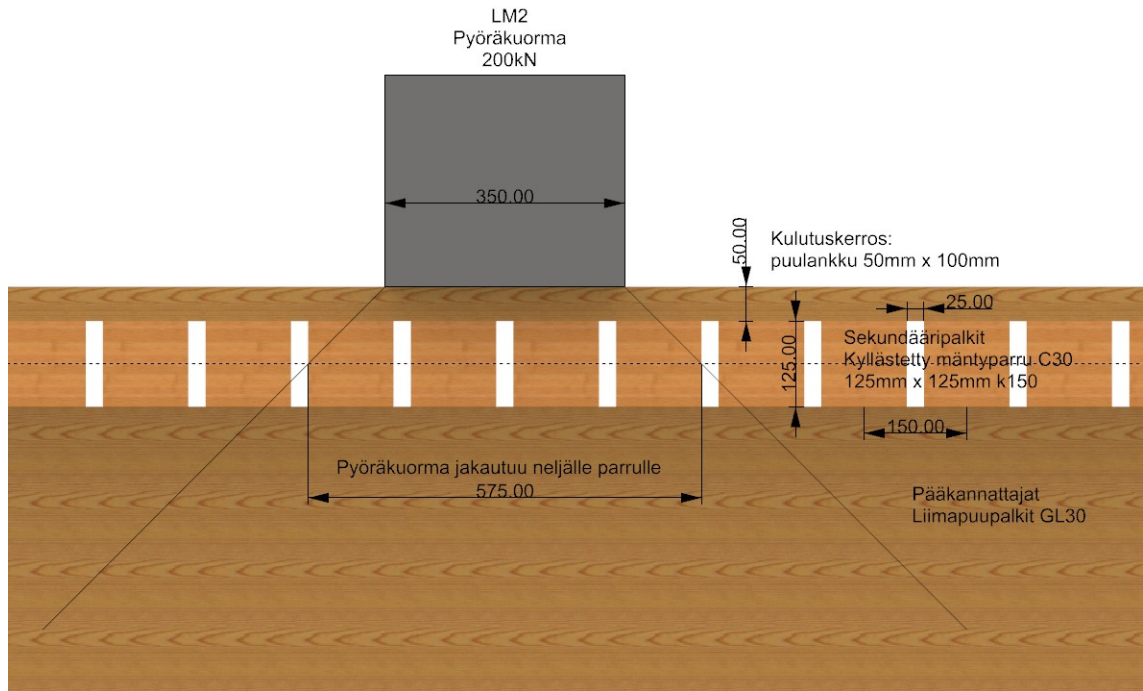 LM2
Pyöräkuorma
200kN
350.00
50.00
Kulutuskerros:
puulankku 50mm x 100mm
25.00
125.00
Sekundääripalkit
Kyllästetty mäntyparru C30
125mm x 125mm k150
150.00
Pyöräkuorma jakautuu neljälle parrulle
575.00
Pääkannattajat
Liimapuupalkit GL30